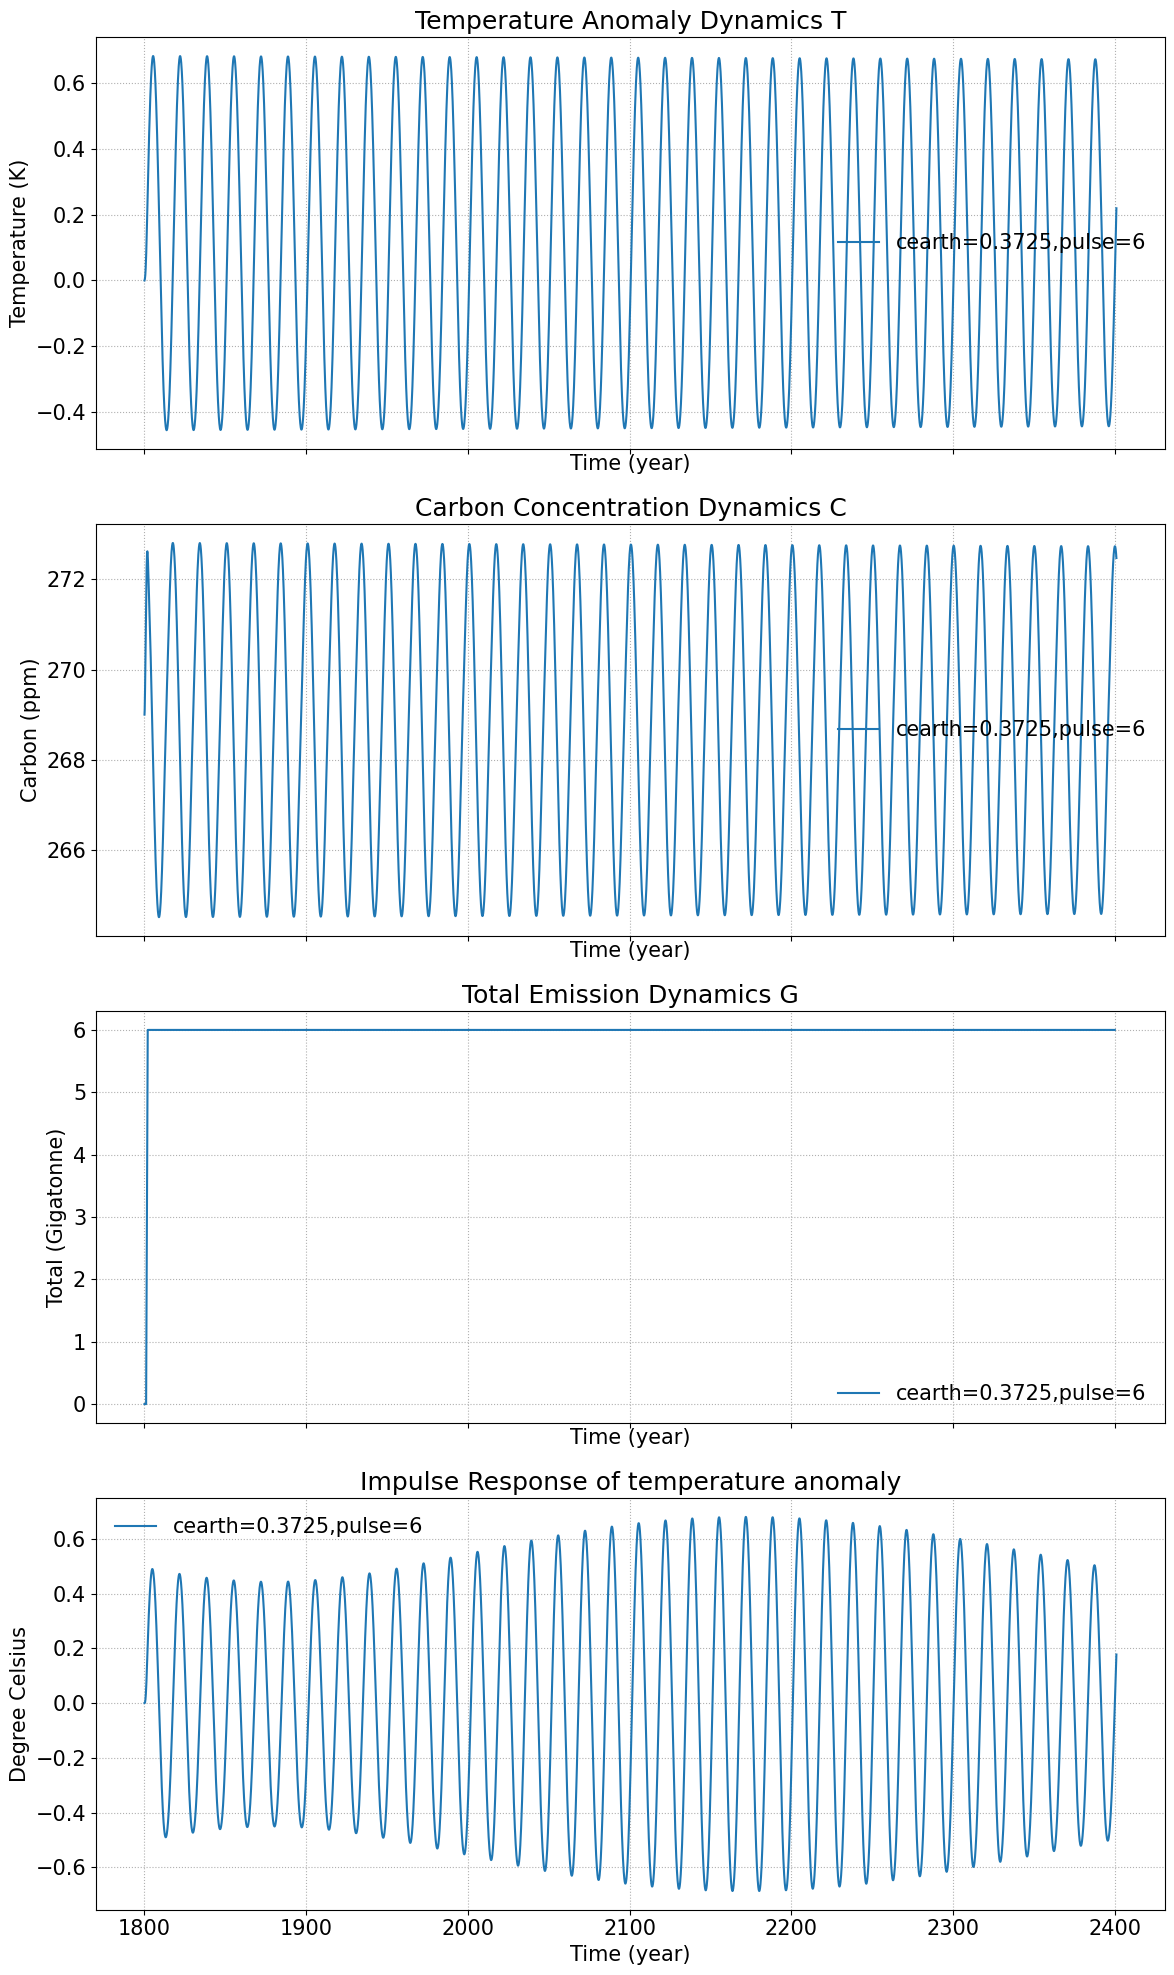 Temperature Anomaly Dynamics T
0.6
0.4
0.2
0.0
−0.2
−0.4
Temperature (K)
cearth=0.3725,pulse=6
Time (year)
Carbon Concentration Dynamics C
272
270
268
266
Carbon (ppm)
cearth=0.3725,pulse=6
Time (year)
Total Emission Dynamics G
6
5
4
3
2
1
0
Total (Gigatonne)
cearth=0.3725,pulse=6
Time (year)
Impulse Response of temperature anomaly
cearth=0.3725,pulse=6
0.6
0.4
0.2
0.0
−0.2
−0.4
−0.6
Degree Celsius
1800 1900 2000 2100 2200 2300 2400
Time (year)